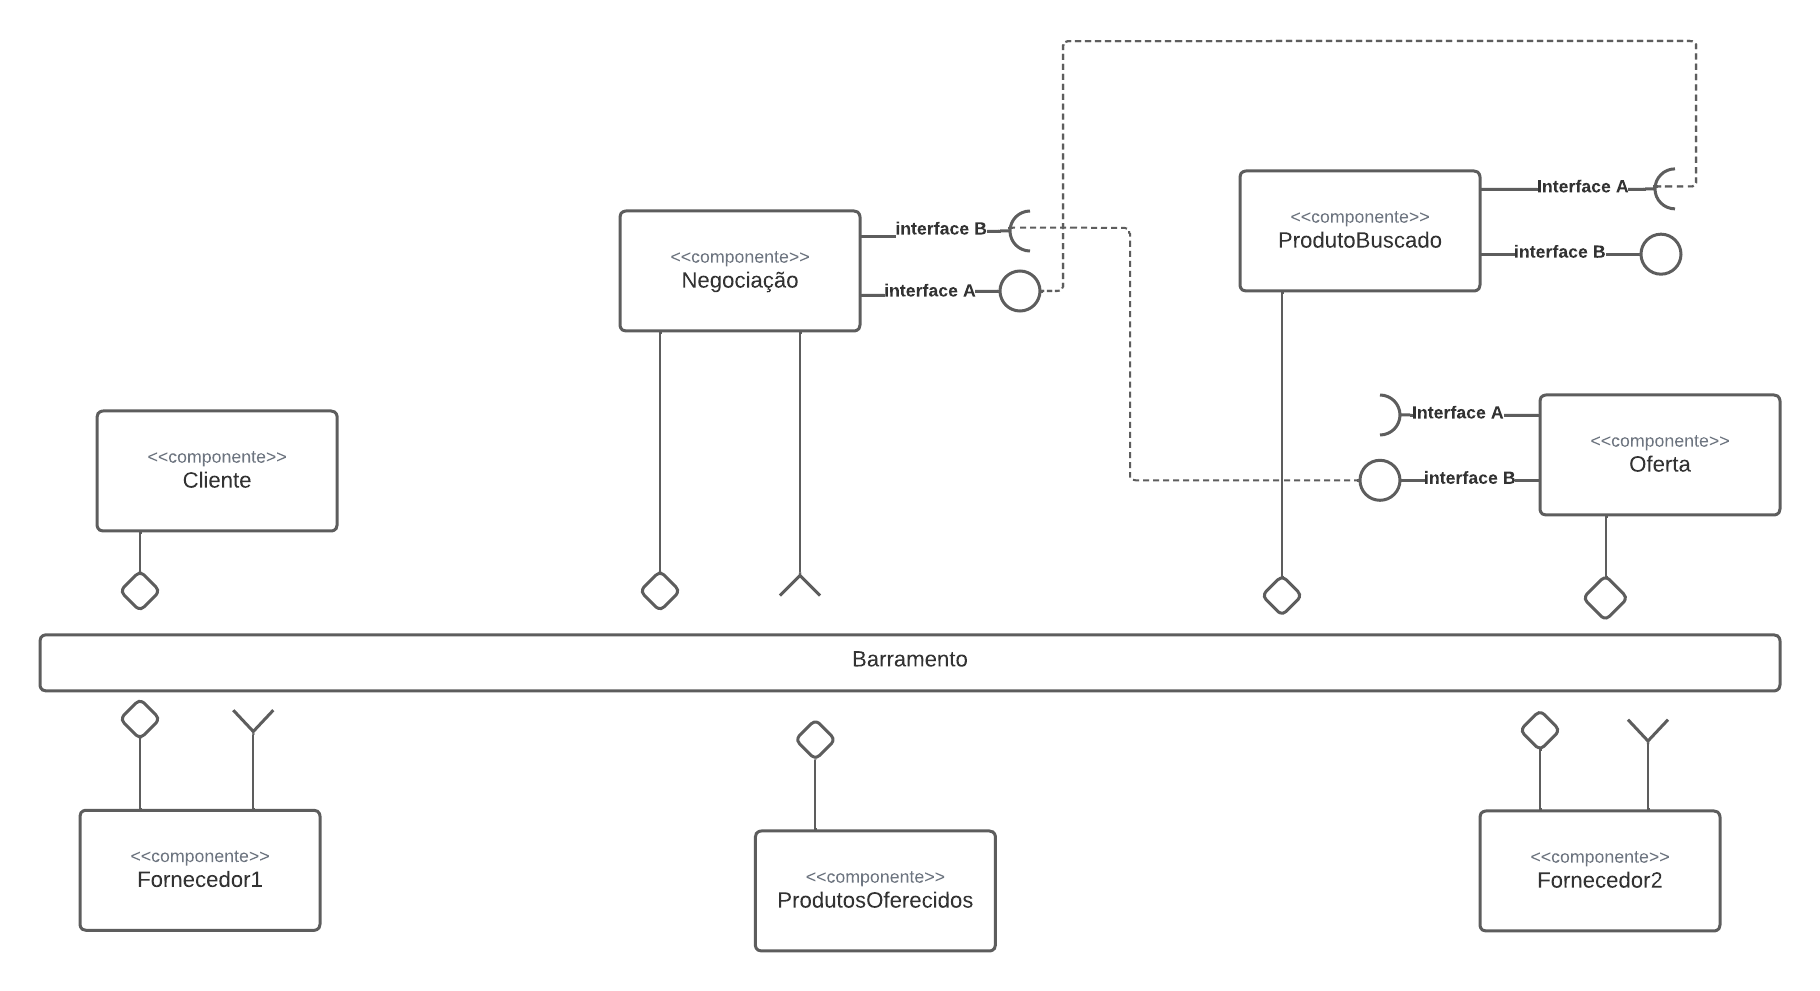 Interface A
<<componente>>
ProdutoBuscado
interface B
interface B
<<componente>>
Negociação
interface A
Interface A
<<componente>>
Oferta
interface B
<<componente>>
Cliente
Barramento
<<componente>>
Fornecedor1
<<componente>>
ProdutosOferecidos
<<componente>>
Fornecedor2